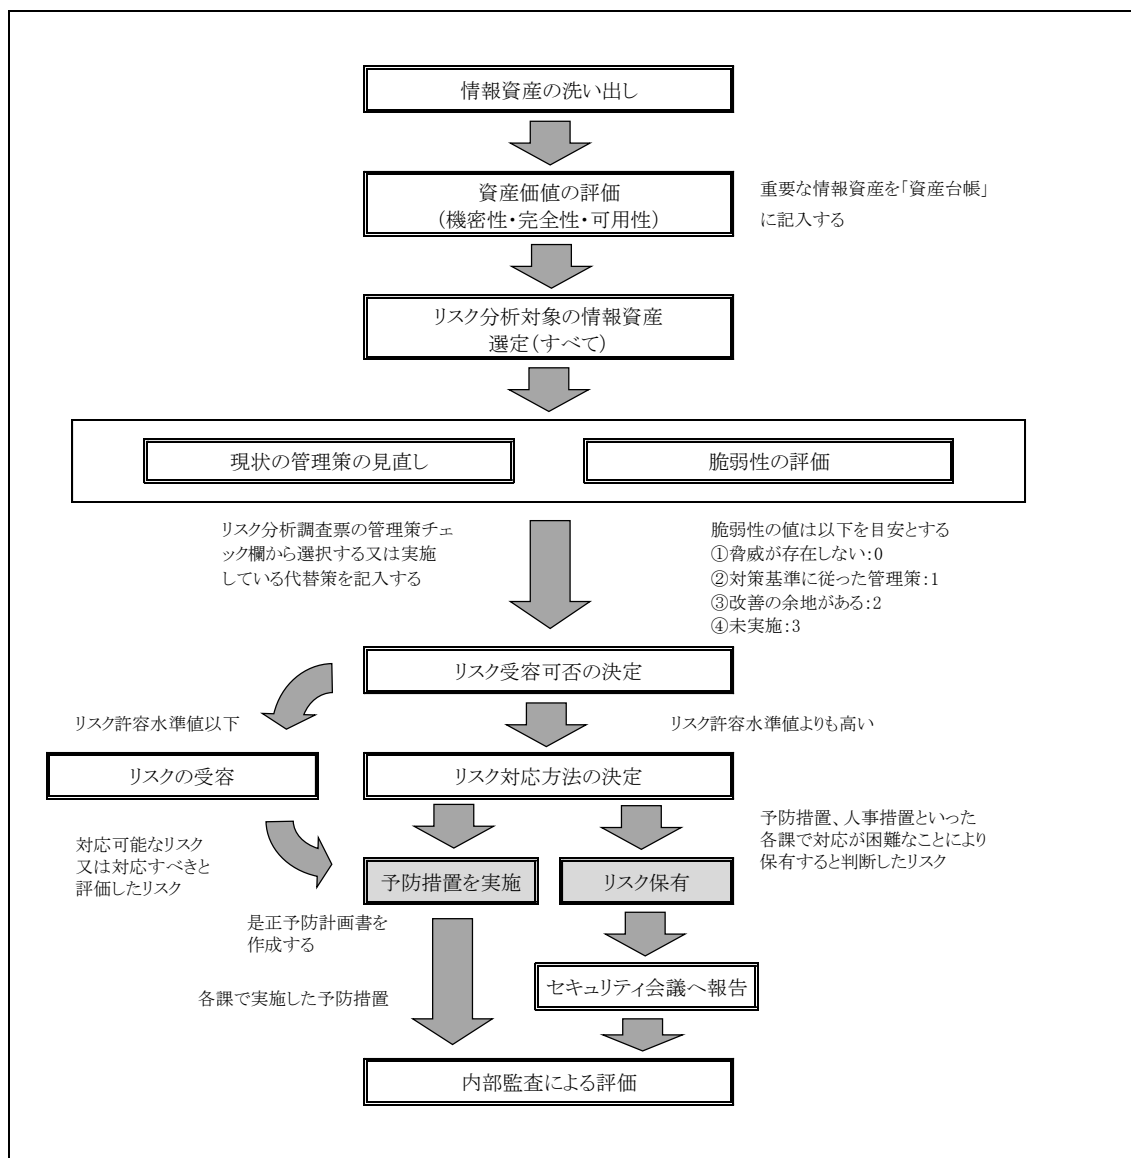 情報資産の洗い出し
資産価値の評価
(機密性・完全性・可用性)
重要な情報資産を「資産台帳」
に記入する
リスク分析対象の情報資産
選定(すべて)
現状の管理策の見直し
脆弱性の評価
リスク分析調査票の管理策チェ
ック欄から選択する又は実施
している代替策を記入する
脆弱性の値は以下を目安とする
①脅威が存在しない:0
②対策基準に従った管理策:1
③改善の余地がある:2
④未実施:3
リスク受容可否の決定
リスク許容水準値以下
リスク許容水準値よりも高い
リスクの受容
リスク対応方法の決定
対応可能なリスク
又は対応すべきと
評価したリスク
予防措置、人事措置といった
各課で対応が困難なことにより
保有すると判断したリスク
予防措置を実施
リスク保有
是正予防計画書を
作成する
セキュリティ会議へ報告
各課で実施した予防措置
内部監査による評価